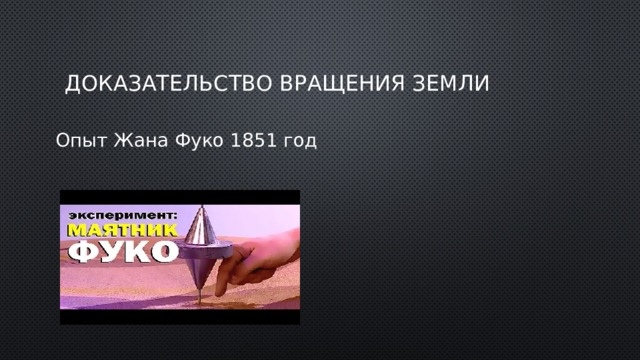 ДОКАЗАТЕЛЬСТВО ВРАЩЕНИЯ ЗЕМЛИ
Опыт Жана Фуко 1851 год
эксперимент:
МАЯТНИК
ФУКО